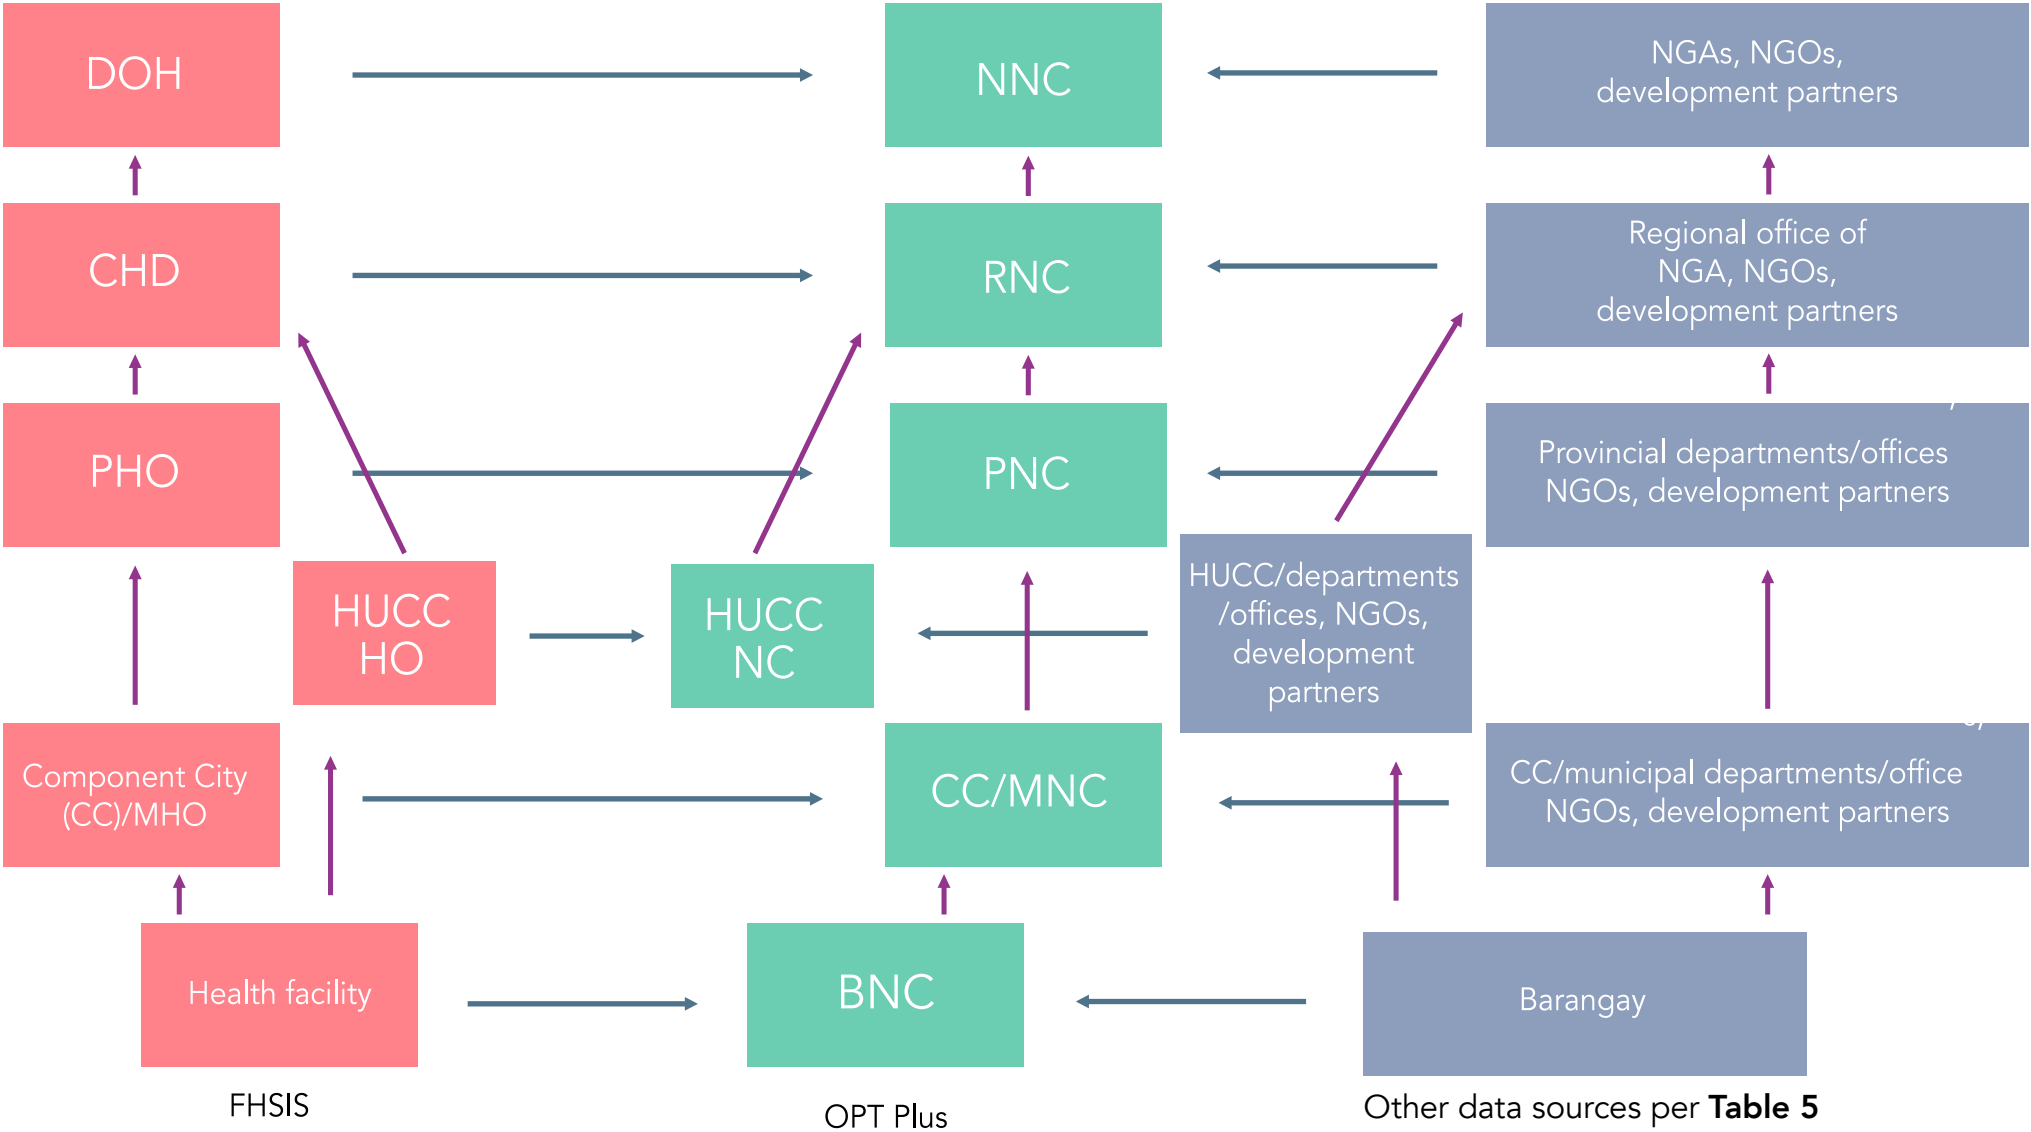 DOH
NNC
NGAs, NGOs,
development partners
CHD
RNC
Regional office of
NGA, NGOs,
development partners
PHO
PNC
Provincial departments/offices
NGOs, development partners
HUCC
HO
HUCC
NC
HUCC/departments
/offices, NGOs,
development
partners
Component City
(CC)/MHO
CC/MNC
CC/municipal departments/office
NGOs, development partners
Health facility
BNC
Barangay
FHSIS
OPT Plus
Other data sources per Table 5